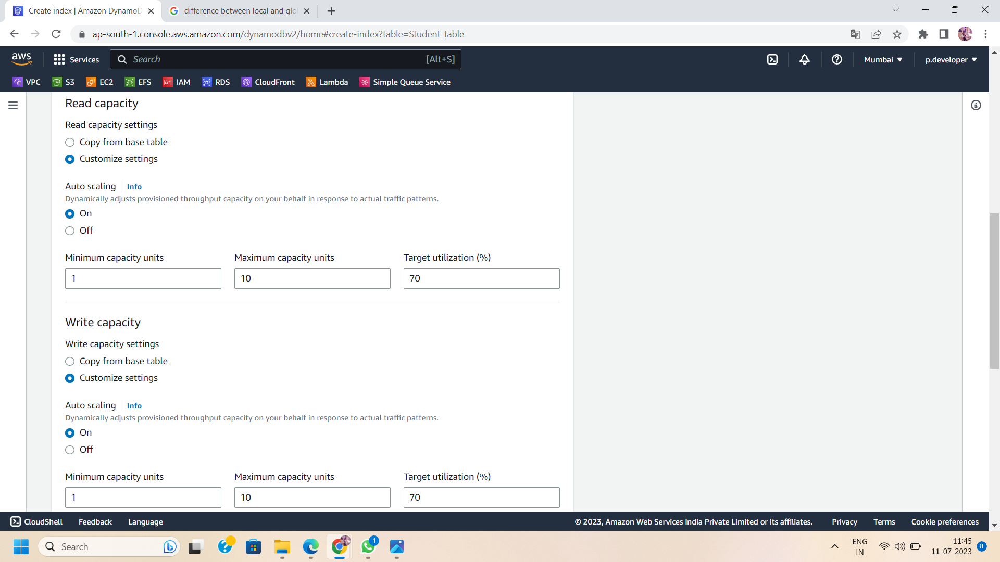 Create index | Amazon DynamoD
difference between local and glo
ap-south-1.console.aws.amazon.com/dynamodbv2/home#create-index?table=Student_table
aws
Services
Search
[Alt+S]
Mumbai
p.developer
VPC
S3
EC2
EFS
IAM
RDS
CloudFront
Lambda
Simple Queue Service
Read capacity
Read capacity settings
Copy from base table
Customize settings
Auto scaling Info
Dynamically adjusts provisioned throughput capacity on your behalf in response to actual traffic patterns.
On
Off
Minimum capacity units Maximum capacity units Target utilization (%)
1 10 70
Write capacity
Write capacity settings
Copy from base table
Customize settings
Auto scaling Info
Dynamically adjusts provisioned throughput capacity on your behalf in response to actual traffic patterns.
On
Off
Minimum capacity units Maximum capacity units Target utilization (%)
1 10 70
CloudShell Feedback Language © 2023, Amazon Web Services India Private Limited or its affiliates. Privacy Terms Cookie preferences
Search
1
ENG
IN
11:45
11-07-2023
8